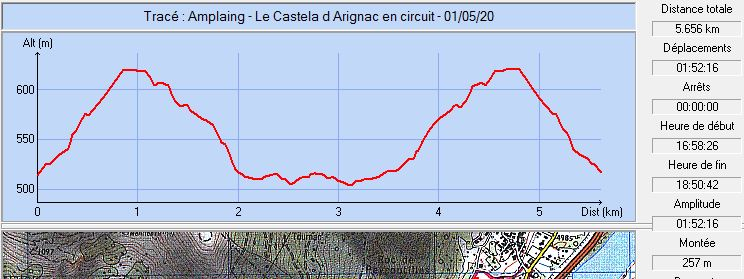 Tracé : Amplaing - Le Castela d Arignac en circuit - 01/05/20
Alt (m)
600
550
500
0
1
2
3
4
5
Dist (km)
Distance totale
5.656 km
Déplacements
01:52:16
Arrêts
00:00:00
Heure de début
16:58:26
Heure de fin
18:50:42
Amplitude
01:52:16
Montée
257 m